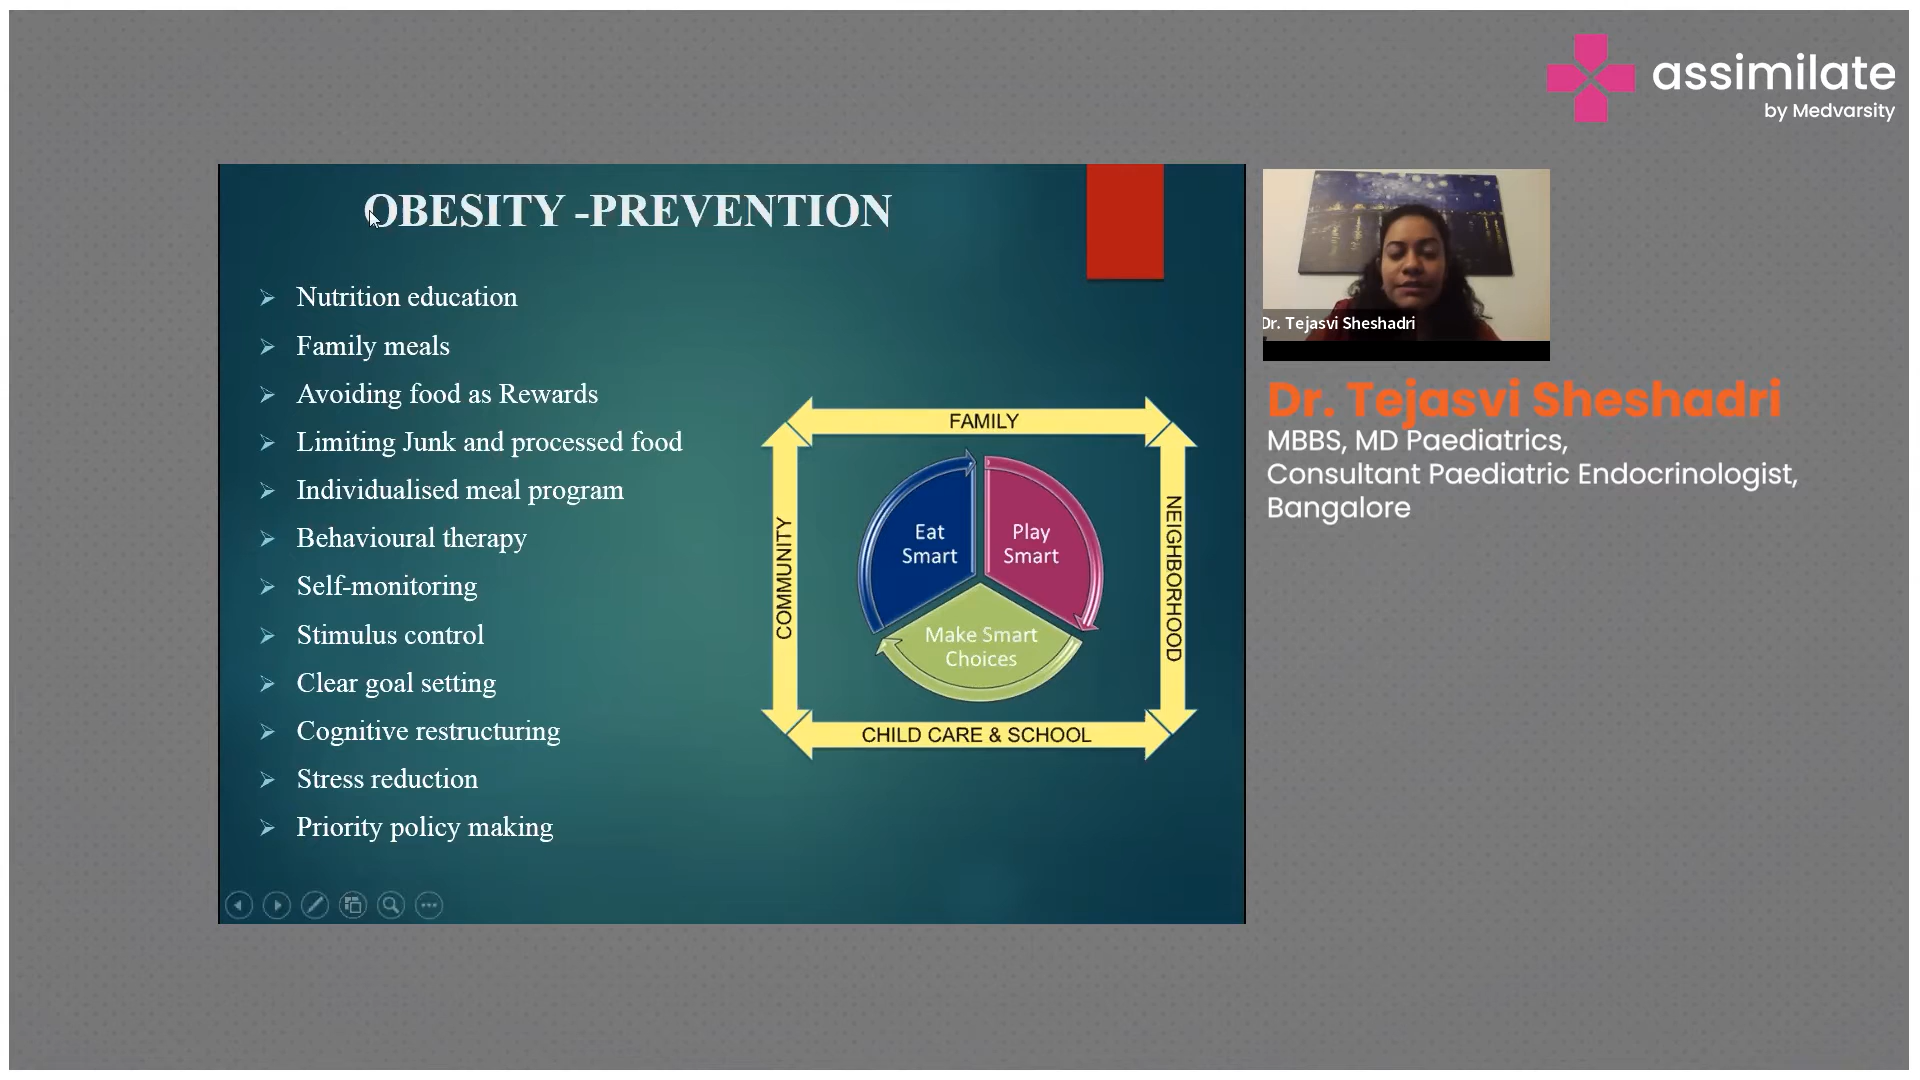 assimilate
by Medvarsity
OBESITY -PREVENTION
Nutrition education
Family meals
Avoiding food as Rewards
Limiting Junk and processed food
Individualised meal program
Behavioural therapy
Self-monitoring
Stimulus control
Clear goal setting
Cognitive restructuring
Stress reduction
Priority policy making
FAMILY
COMMUNITY
NEIGHBORHOOD
CHILD CARE & SCHOOL
Eat
Smart
Play
Smart
Make Smart
Choices
Dr. Tejasvi Sheshadri
Dr. Tejasvi Sheshadri
MBBS, MD Paediatrics,
Consultant Paediatric Endocrinologist,
Bangalore